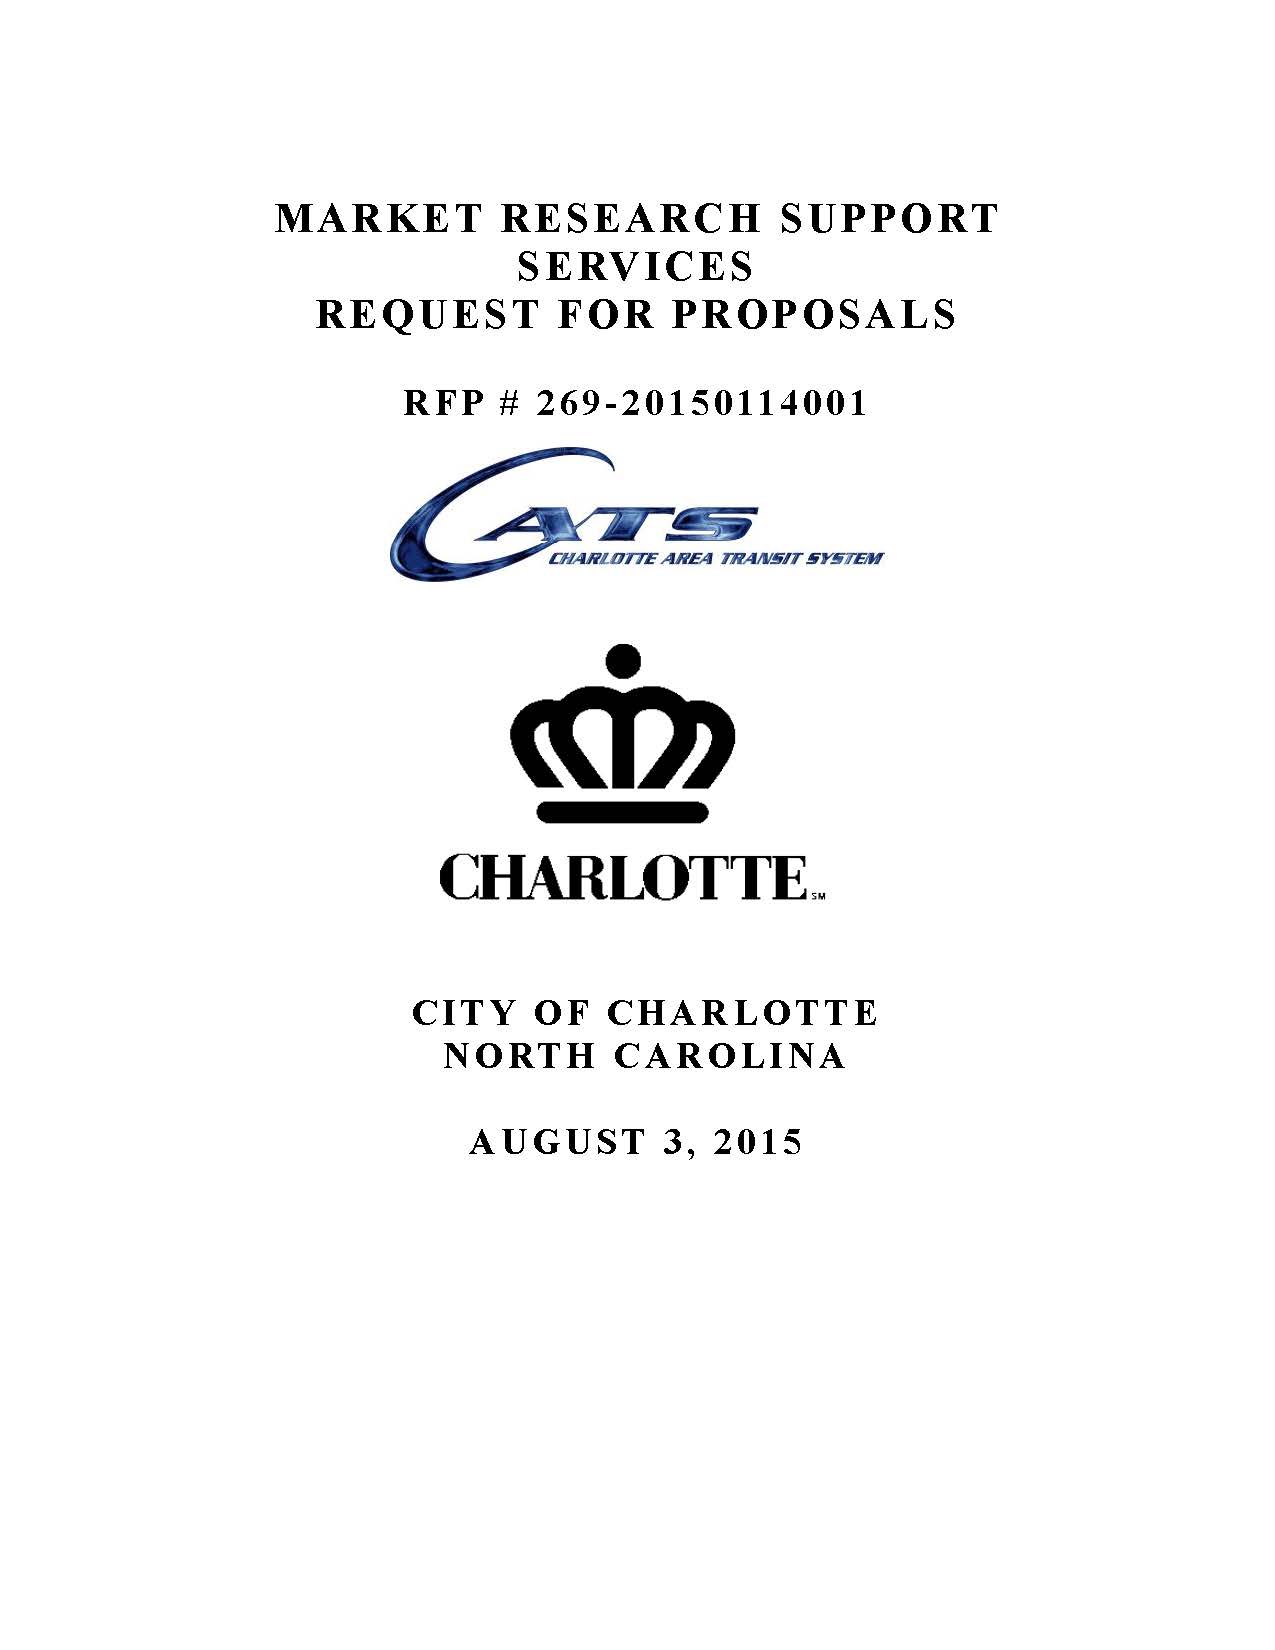 MARKET RESEARCH SUPPORT
SERVICES
REQUEST FOR PROPOSALS
RFP # 269-20150114001
CATS
CHARLOTTE AREA TRANSIT SYSTEM
CHARLOTTE SM
CITY OF CHARLOTTE
NORTH CAROLINA
AUGUST 3, 2015